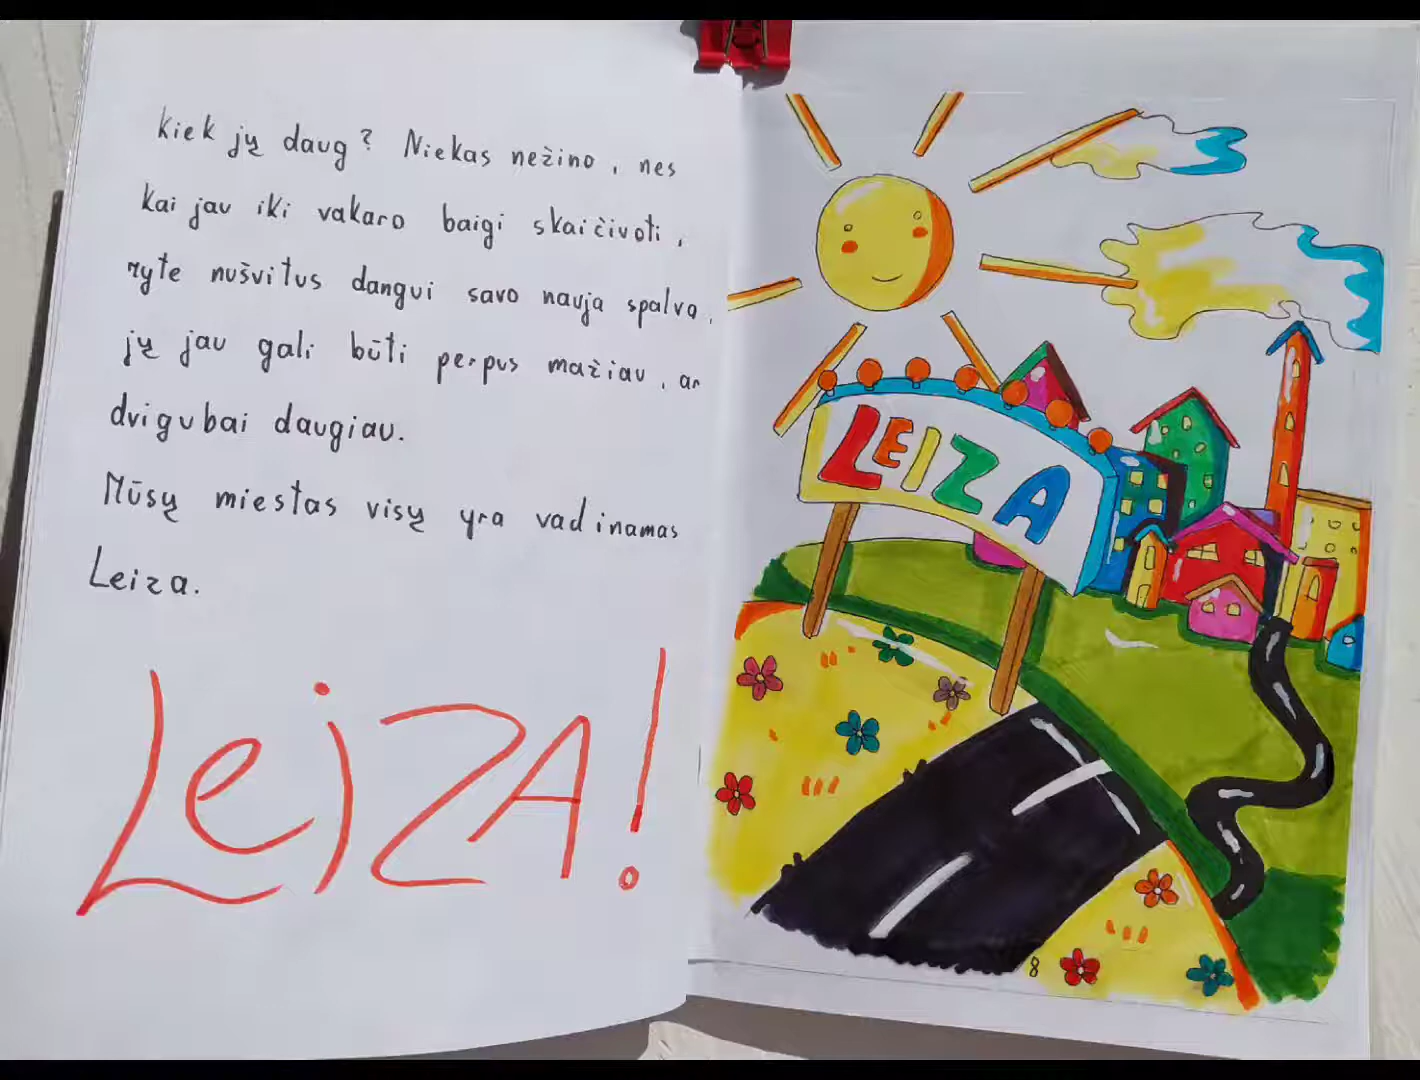 kiek jų daug? Niekas nežino, nes
kai jau iki vakaro baigi skaičiuoti,
ryte nušvitus dangui savo nauja spalva,
jų jau gali būti perpus mažiau, ar
dvigubai daugiau.
Mūsų miestas visų yra vadinamas
Leiza.
LeiZA!
LEIZA
8